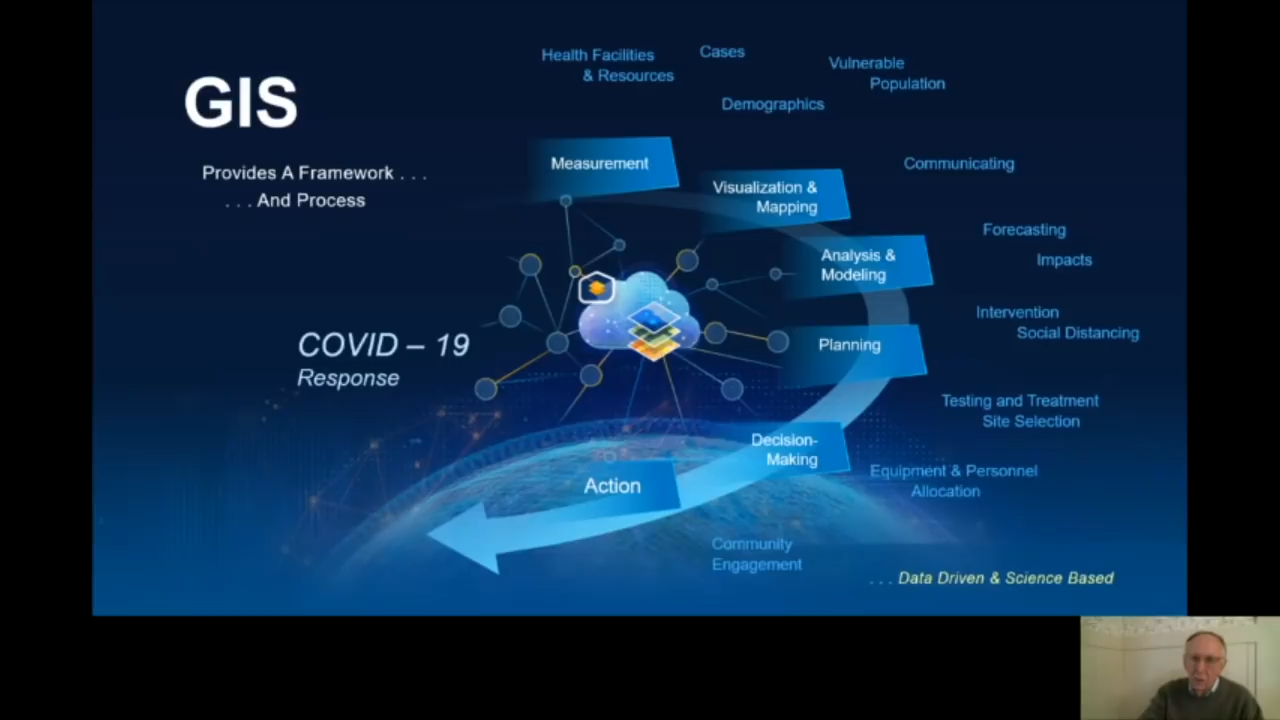 GIS
Provides A Framework . . .
. . . And Process
COVID – 19
Response
Health Facilities
& Resources
Cases
Vulnerable
Population
Demographics
Measurement
Communicating
Visualization &
Mapping
Forecasting
Impacts
Analysis &
Modeling
Intervention
Social Distancing
Planning
Testing and Treatment
Site Selection
Decision-
Making
Equipment & Personnel
Allocation
Action
Community
Engagement
. . . Data Driven & Science Based